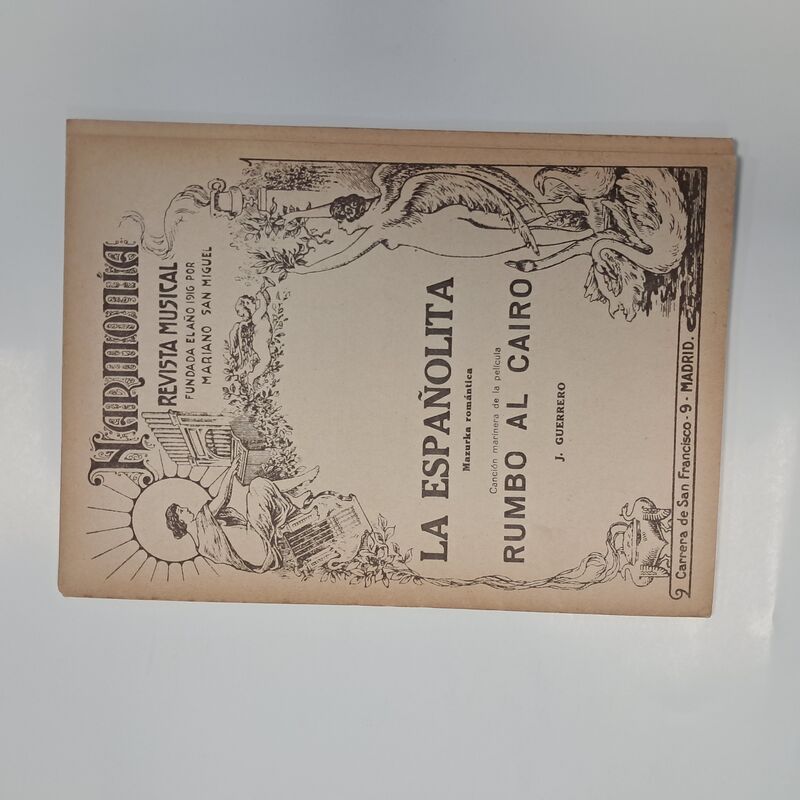 HARMONÍA
REVISTA MUSICAL
FUNDADA EL AÑO 1916 POR
MARIANO SAN MIGUEL
LA ESPAÑOLITA
Mazurka romántica
Canción marinera de la película
RUMBO AL CAIRO
J. GUERRERO
Carrera de San Francisco - 9 - MADRID.